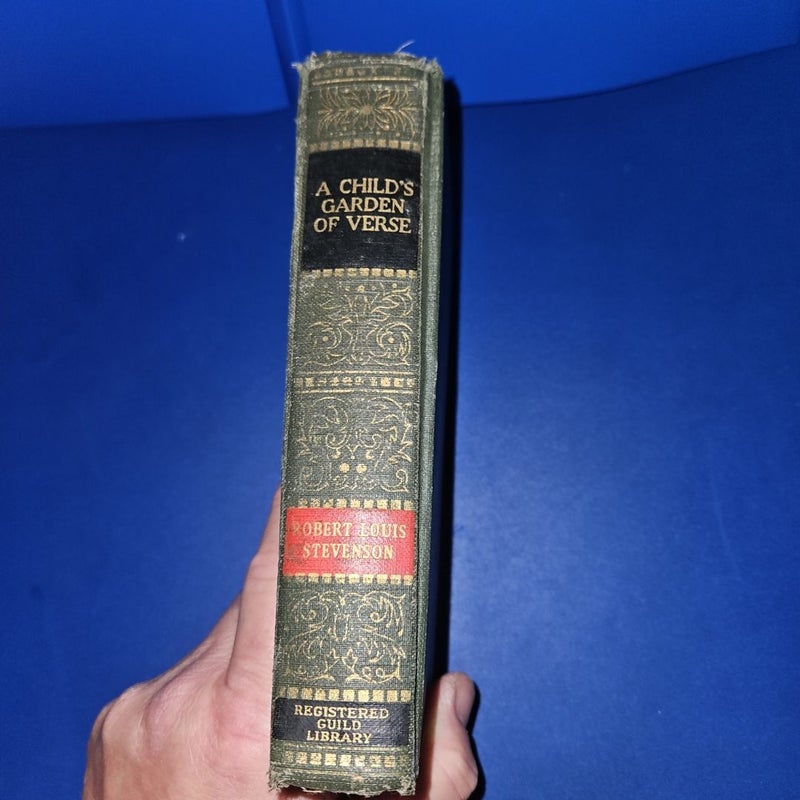 A CHILD'S
GARDEN
OF VERSE
ROBERT LOUIS
STEVENSON
REGISTERED
GUILD
LIBRARY